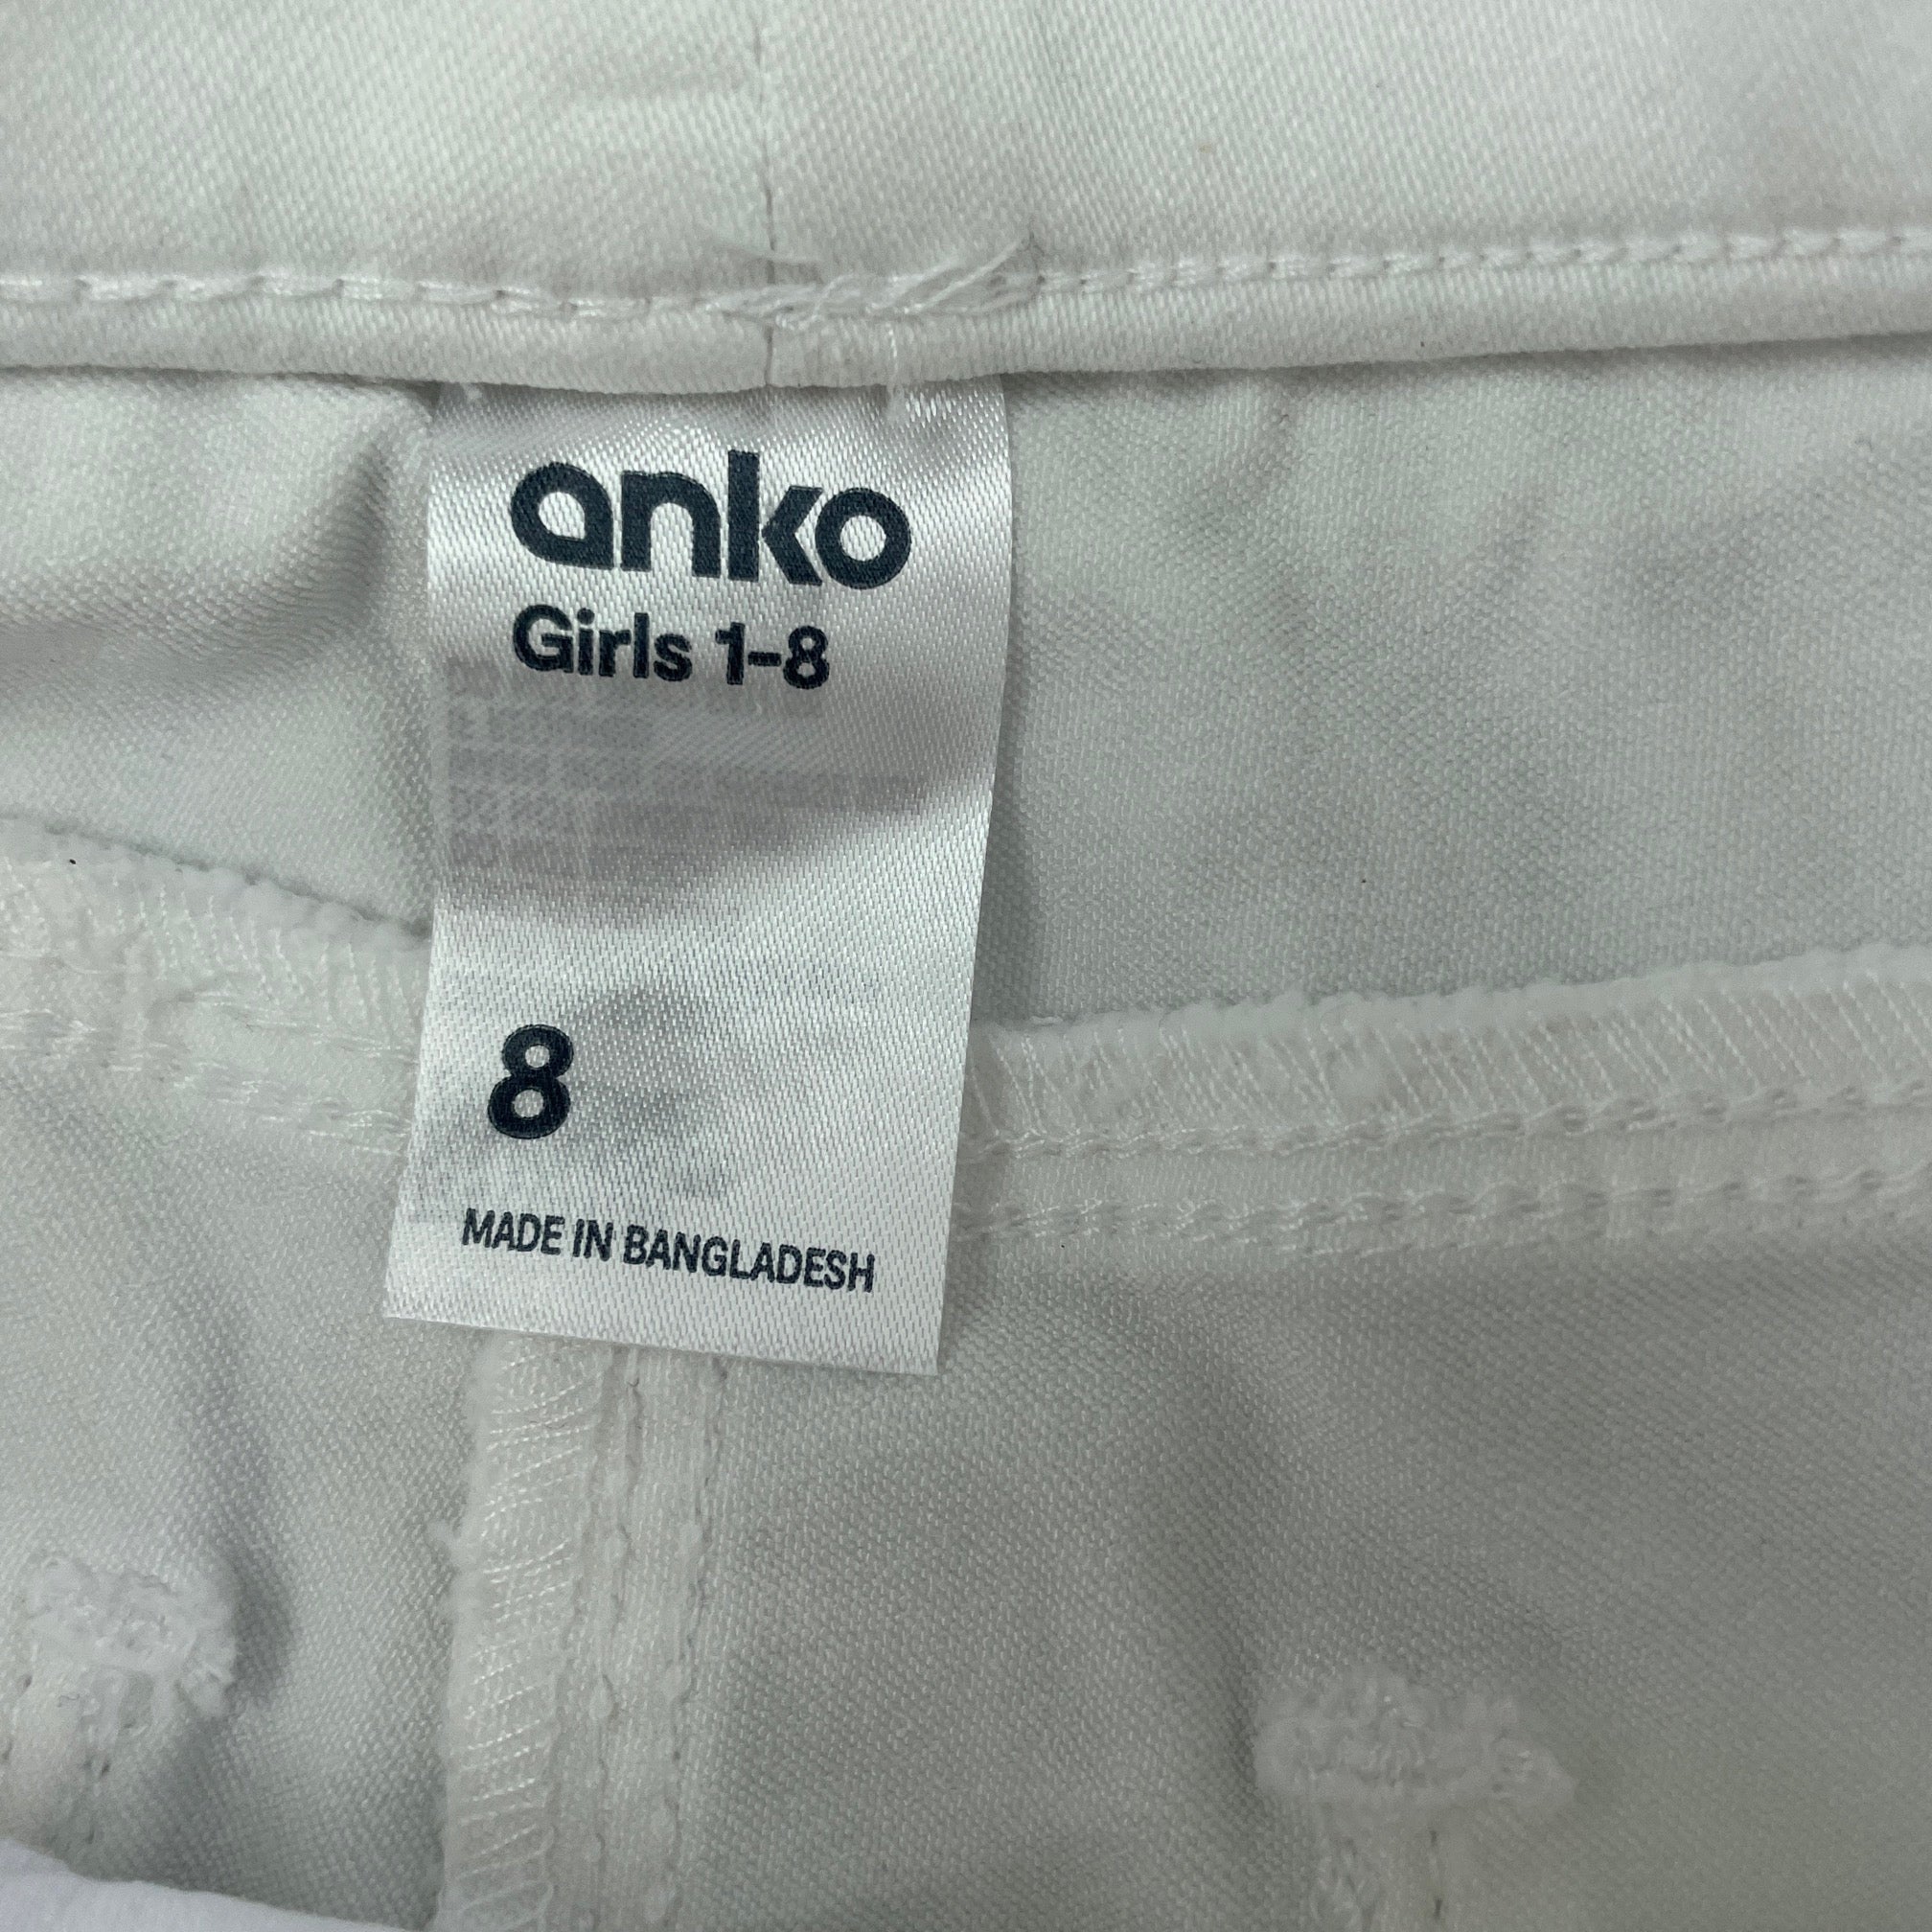 anko
Girls 1-8
8
MADE IN BANGLADESH